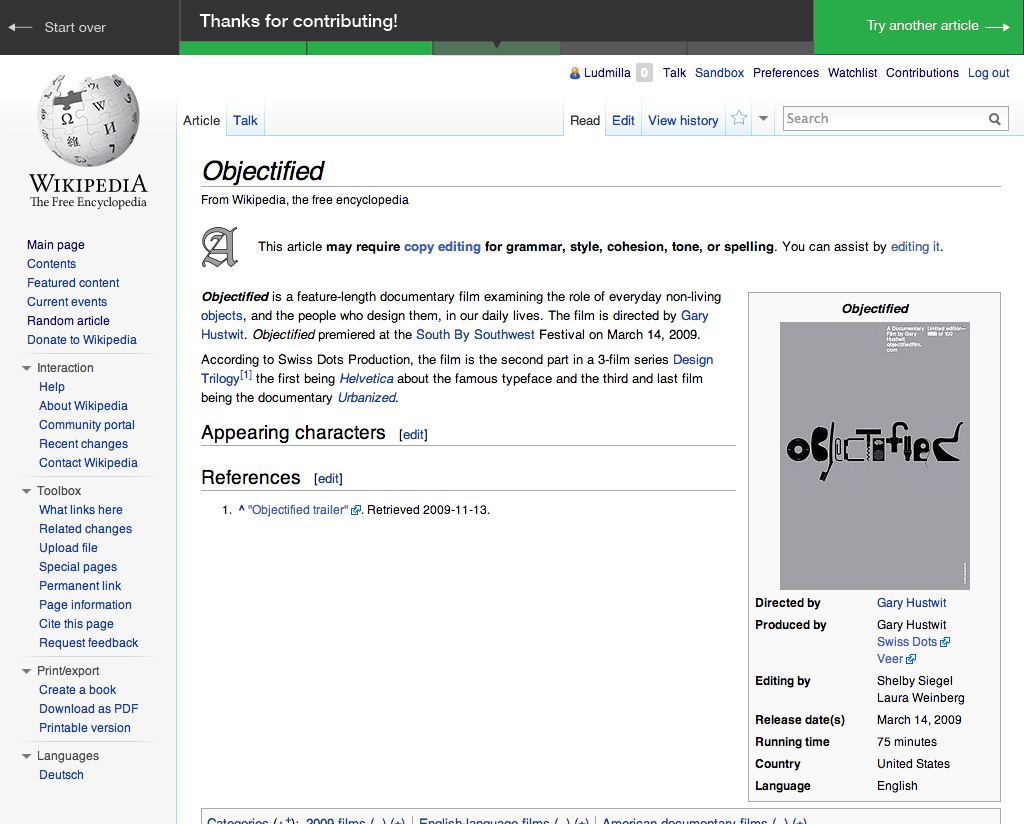 Start over
Thanks for contributing!
Try another article
Ludmilla 0 Talk Sandbox Preferences Watchlist Contributions Log out
Article Talk Read Edit View history Search
WIKIPEDIA
The Free Encyclopedia
Main page
Contents
Featured content
Current events
Random article
Donate to Wikipedia
Interaction
Help
About Wikipedia
Community portal
Recent changes
Contact Wikipedia
Toolbox
What links here
Related changes
Upload file
Special pages
Permanent link
Page information
Cite this page
Request feedback
Print/export
Create a book
Download as PDF
Printable version
Languages
Deutsch
Objectified
From Wikipedia, the free encyclopedia
This article may require copy editing for grammar, style, cohesion, tone, or spelling. You can assist by editing it.
Objectified is a feature-length documentary film examining the role of everyday non-living
objects, and the people who design them, in our daily lives. The film is directed by Gary
Hustwit. Objectified premiered at the South By Southwest Festival on March 14, 2009.
According to Swiss Dots Production, the film is the second part in a 3-film series Design
Trilogy[1] the first being Helvetica about the famous typeface and the third and last film
being the documentary Urbanized.
Appearing characters [edit]
References [edit]
1. ^ "Objectified trailer". Retrieved 2009-11-13.
Objectified
A Documentary Limited edition
Film by Gary of 100
Hustwit
objectifiedfilm.
com
OBJECTIFIED
Directed by Gary Hustwit
Produced by Gary Hustwit
Swiss Dots
Veer
Editing by Shelby Siegel
Laura Weinberg
Release date(s) March 14, 2009
Running time 75 minutes
Country United States
Language English
Categories (++): 2009 films (-) (±) | English-language films (-) (±) | American documentary films (-) (±)